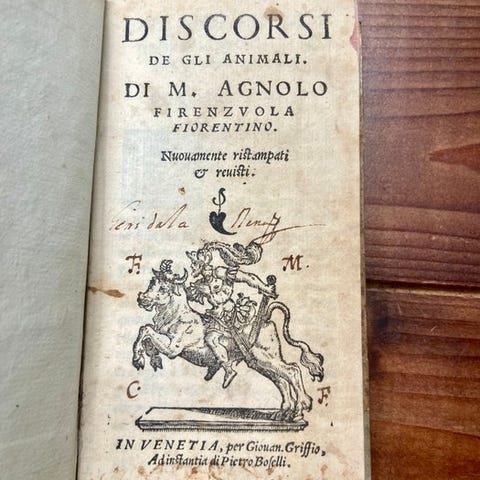 DISCORSI
DE GLI ANIMALI.
DI M. AGNOLO
FIRENZVOLA
FIORENTINO.
Nuouamente ristampati
& reuisti.
F. M.
C F.
IN VENETIA, per Giouan. Griffio,
Ad instantia di Pietro Boselli.